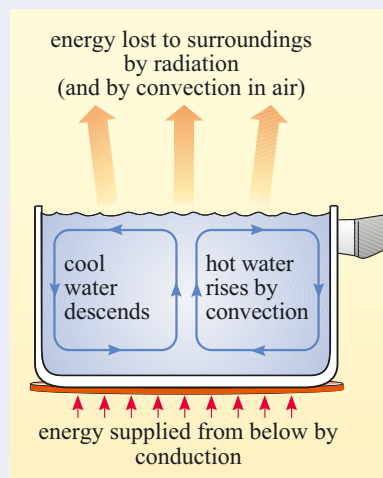 energy lost to surroundings
by radiation
(and by convection in air)
cool
water
descends
hot water
rises by
convection
energy supplied from below by
conduction